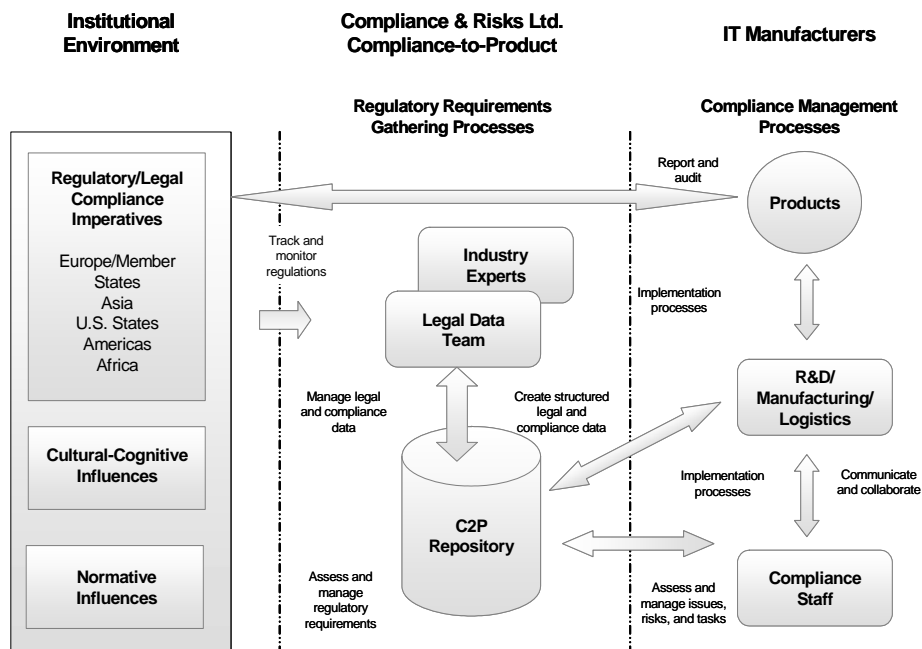 Institutional
Environment
Compliance & Risks Ltd.
Compliance-to-Product
IT Manufacturers
Regulatory Requirements
Gathering Processes
Compliance Management
Processes
Regulatory/Legal
Compliance
Imperatives
Europe/Member
States
Asia
U.S. States
Americas
Africa
Cultural-Cognitive
Influences
Normative
Influences
Track and
monitor
regulations
Industry
Experts
Legal Data
Team
Manage legal
and compliance
data
Create structured
legal and
compliance data
C2P
Repository
Assess and
manage
regulatory
requirements
Report and
audit
Products
Implementation
processes
R&D/
Manufacturing/
Logistics
Implementation
processes
Communicate
and collaborate
Compliance
Staff
Assess and
manage issues,
risks, and tasks